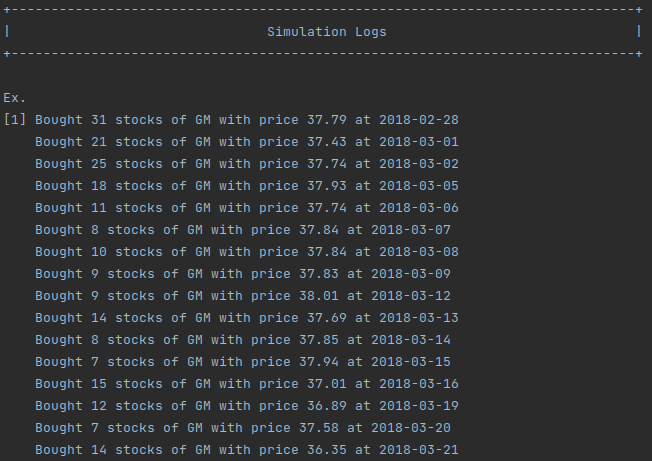 +------------------------------------------------------------------------------+
| Simulation Logs |
+------------------------------------------------------------------------------+
Ex.
[1] Bought 31 stocks of GM with price 37.79 at 2018-02-28
Bought 21 stocks of GM with price 37.43 at 2018-03-01
Bought 25 stocks of GM with price 37.74 at 2018-03-02
Bought 18 stocks of GM with price 37.93 at 2018-03-05
Bought 11 stocks of GM with price 37.74 at 2018-03-06
Bought 8 stocks of GM with price 37.84 at 2018-03-07
Bought 10 stocks of GM with price 37.84 at 2018-03-08
Bought 9 stocks of GM with price 37.83 at 2018-03-09
Bought 9 stocks of GM with price 38.01 at 2018-03-12
Bought 14 stocks of GM with price 37.69 at 2018-03-13
Bought 8 stocks of GM with price 37.85 at 2018-03-14
Bought 7 stocks of GM with price 37.94 at 2018-03-15
Bought 15 stocks of GM with price 37.01 at 2018-03-16
Bought 12 stocks of GM with price 36.89 at 2018-03-19
Bought 7 stocks of GM with price 37.58 at 2018-03-20
Bought 14 stocks of GM with price 36.35 at 2018-03-21